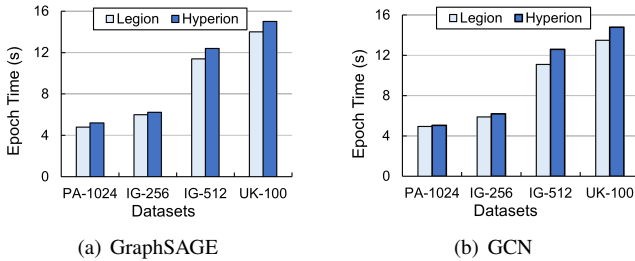 Legion Hyperion
16
12
8
4
0
Epoch Time (s)
PA-1024 IG-256 IG-512 UK-100
Datasets
(a) GraphSAGE
Legion Hyperion
16
12
8
4
0
Epoch Time (s)
PA-1024 IG-256 IG-512 UK-100
Datasets
(b) GCN